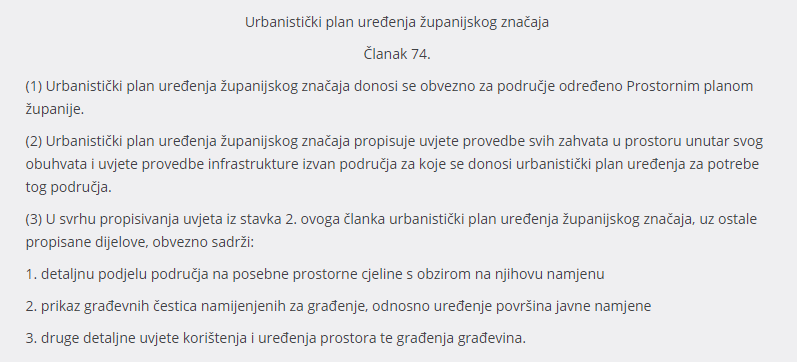 Urbanistički plan uređenja županijskog značaja
Članak 74.
(1) Urbanistički plan uređenja županijskog značaja donosi se obvezno za područje određeno Prostornim planom
županije.
(2) Urbanistički plan uređenja županijskog značaja propisuje uvjete provedbe svih zahvata u prostoru unutar svog
obuhvata i uvjete provedbe infrastrukture izvan područja za koje se donosi urbanistički plan uređenja za potrebe
tog područja.
(3) U svrhu propisivanja uvjeta iz stavka 2. ovoga članka urbanistički plan uređenja županijskog značaja, uz ostale
propisane dijelove, obvezno sadrži:
1. detaljnu podjelu područja na posebne prostorne cjeline s obzirom na njihovu namjenu
2. prikaz građevnih čestica namijenjenih za građenje, odnosno uređenje površina javne namjene
3. druge detaljne uvjete korištenja i uređenja prostora te građenja građevina.